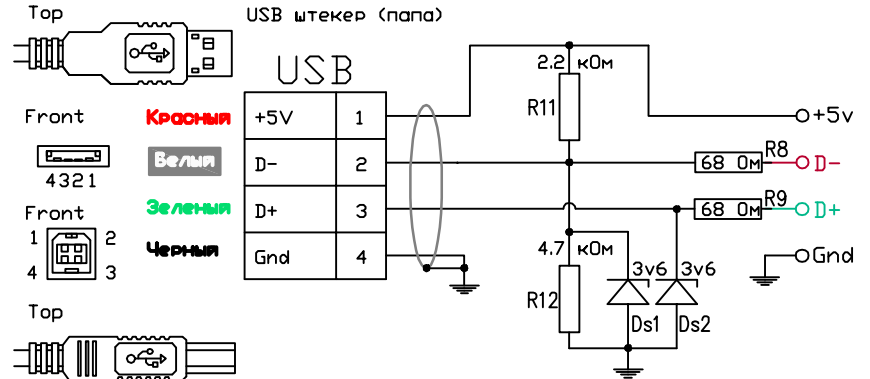 Top
USB штекер (папа)
USB
Front
4321
Front
1 2
4 3
Top
Красный +5V 1
Белый D- 2
Зеленый D+ 3
Черный Gnd 4
2.2 кОм
R11
+5v
R8
68 Ом
D-
R9
68 Ом
D+
4.7 кОм
R12
3v6 3v6
Ds1 Ds2
Gnd